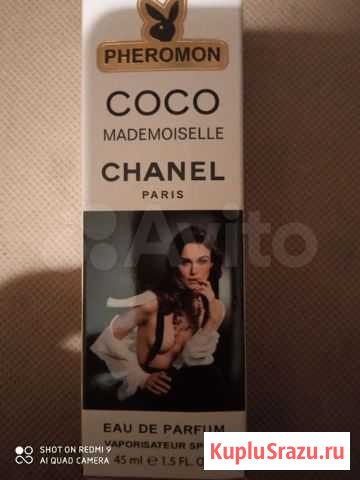 PHEROMON
COCO
MADEMOISELLE
CHANEL
PARIS
Avito
EAU DE PARFUM
VAPORISATEUR
45 ml e 1.5 FL.
SHOT ON REDMI 9
AI QUAD CAMERA
KupluSrazu.ru